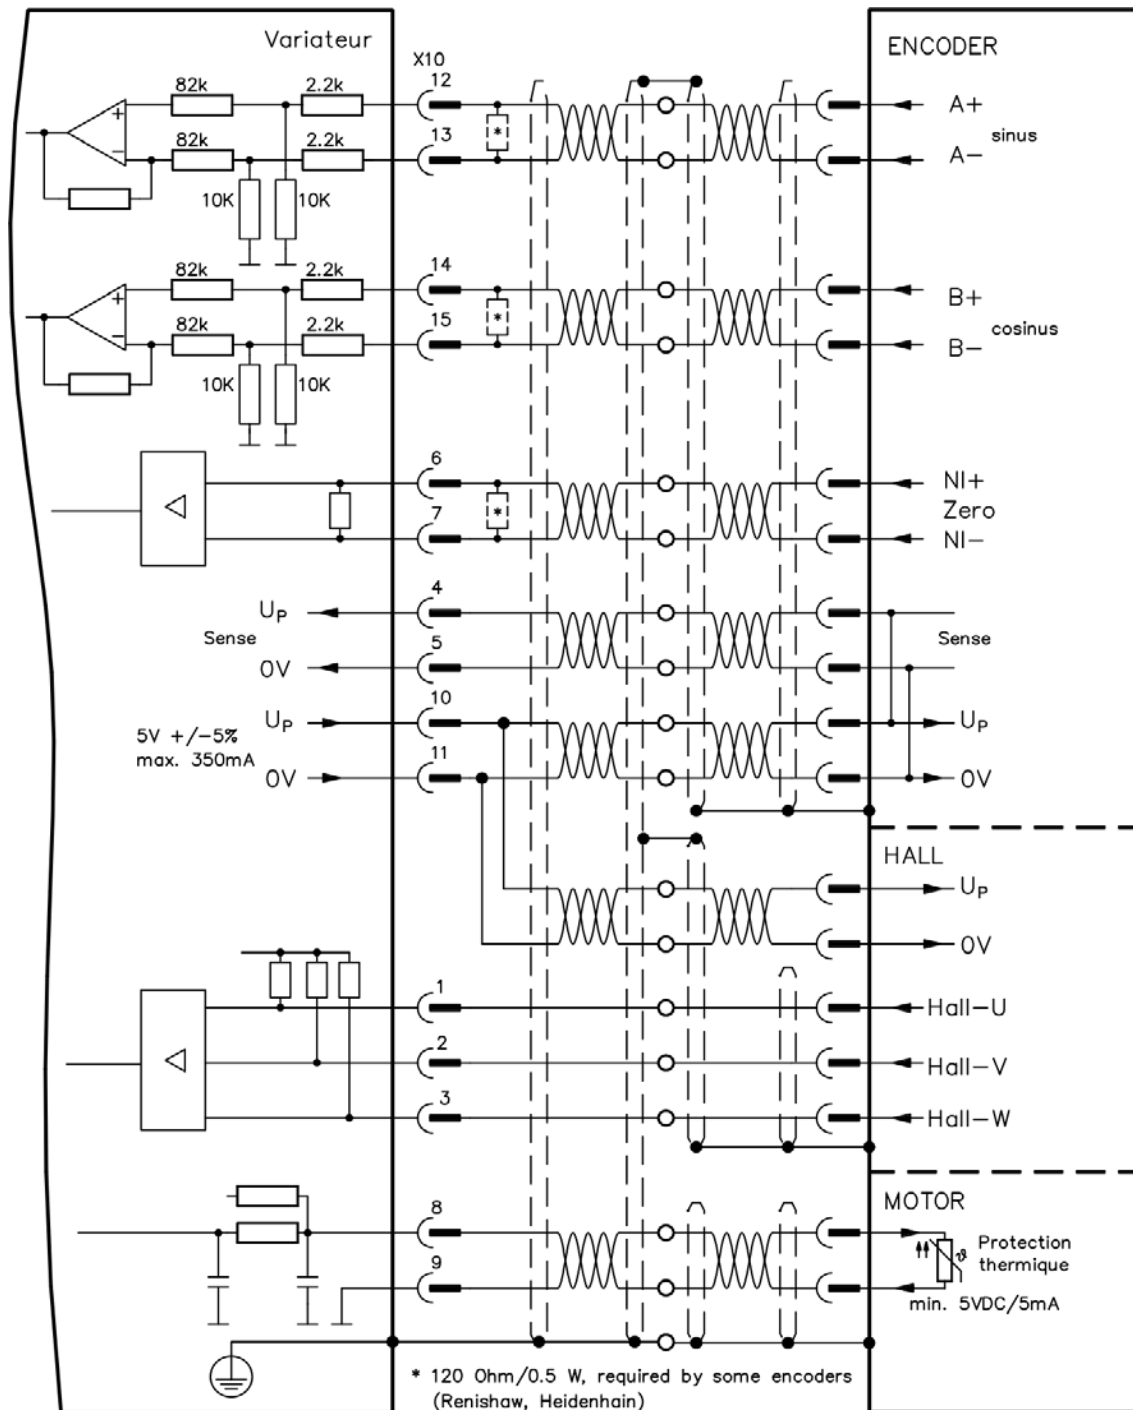 Variateur
X10
ENCODER
82k
2.2k
12
A+
sinus
82k
2.2k
13
*
A-
10K
10K
82k
2.2k
14
B+
cosinus
82k
2.2k
15
*
B-
10K
10K
6
NI+
Zero
7
*
NI-
UP
4
Sense
Sense
0V
5
5V +/-5%
max. 350mA
UP
10
UP
0V
11
0V
HALL
UP
0V
1
Hall-U
2
Hall-V
3
Hall-W
MOTOR
8
Protection
thermique
ϑ
9
min. 5VDC/5mA
* 120 Ohm/0.5 W, required by some encoders
(Renishaw, Heidenhain)